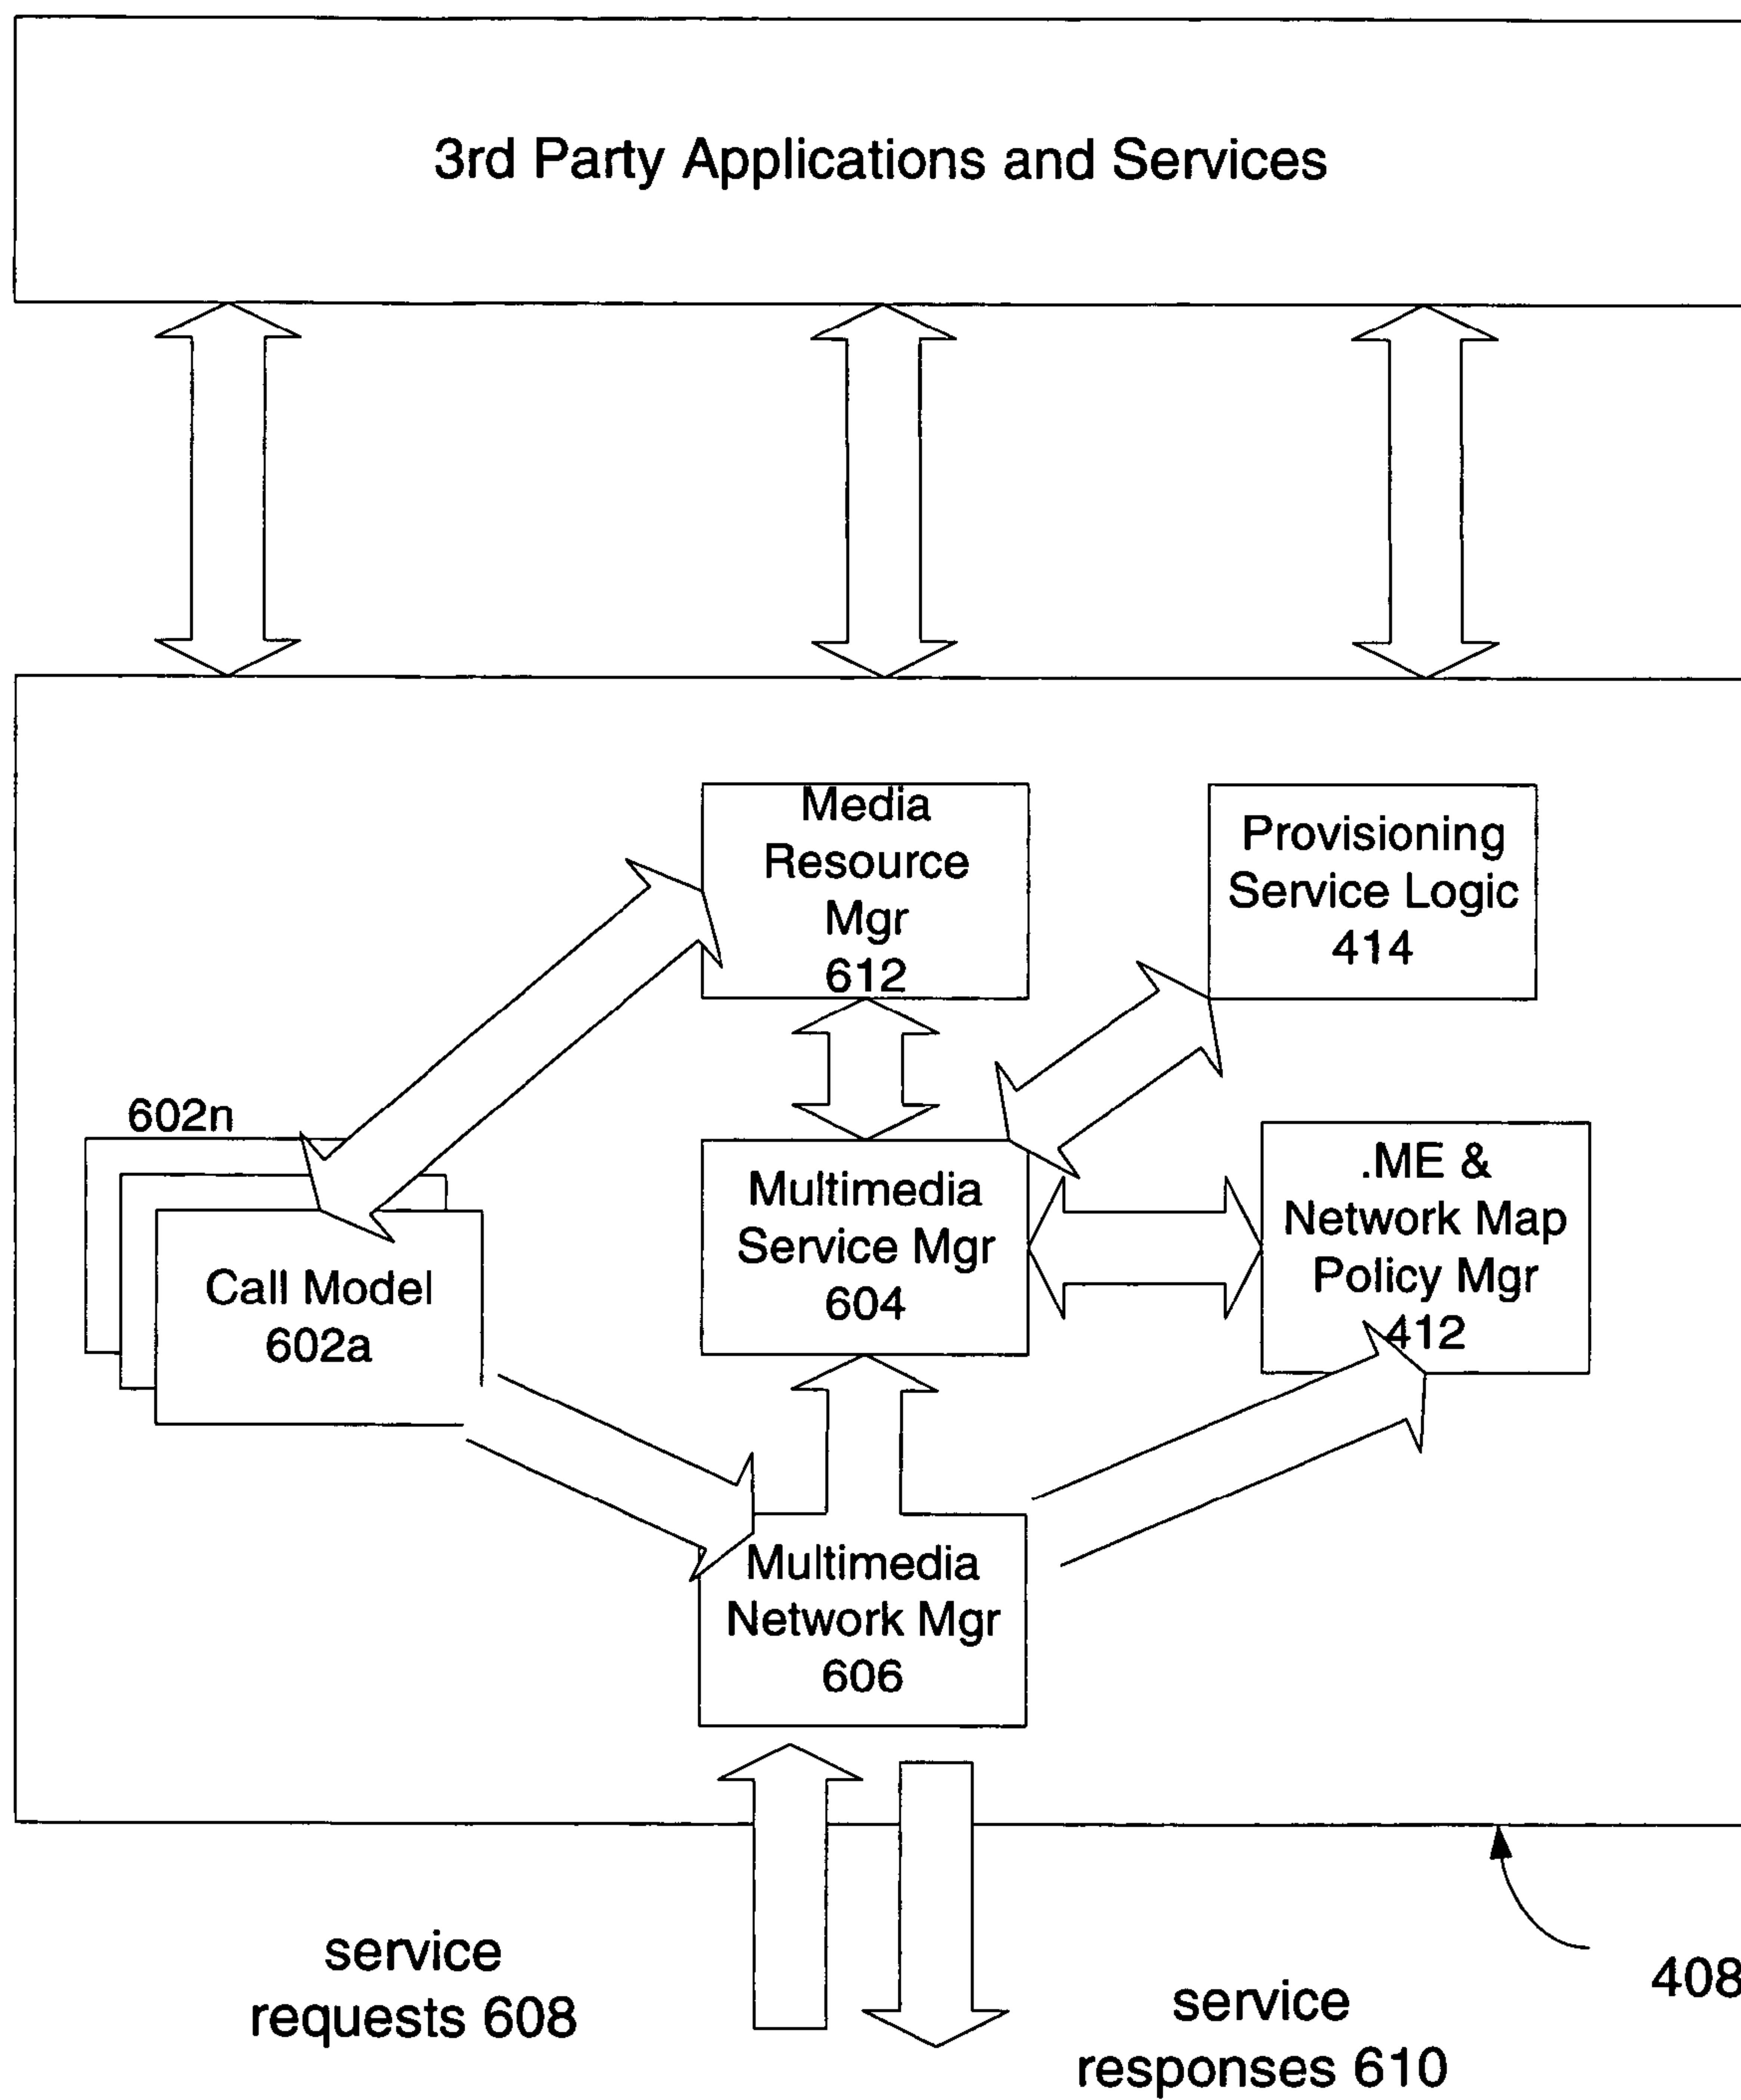 3rd Party Applications and Services
Media
Resource
Mgr
612
Provisioning
Service Logic
414
602n
Call Model
602a
Multimedia
Service Mgr
604
.ME &
Network Map
Policy Mgr
412
Multimedia
Network Mgr
606
service
requests 608
service
responses 610
408